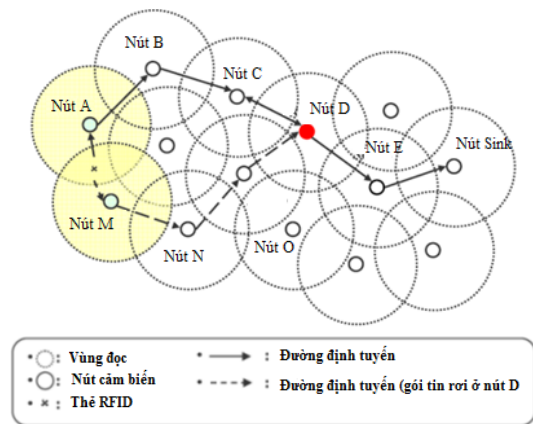 Nút B
Nút C
Nút A
Nút D
Nút E
Nút Sink
Nút M
Nút N
Nút O
Vùng đọc
Nút cảm biến
Thẻ RFID
: Đường định tuyến
: Đường định tuyến (gói tin rơi ở nút D